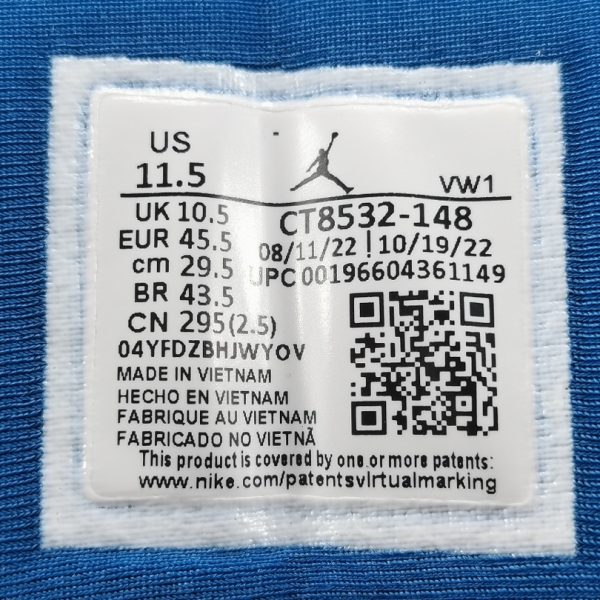 US
11.5
VW1
UK 10.5
EUR 45.5
cm 29.5
BR 43.5
CN 295(2.5)
CT8532-148
08/11/22 | 10/19/22
UPC 00196604361149
04YFDZBHJWYOV
MADE IN VIETNAM
HECHO EN VIETNAM
FABRIQUE AU VIETNAM
FABRICADO NO VIETNÃ
This product is covered by one or more patents:
www.nike.com/patentsvirtualmarking